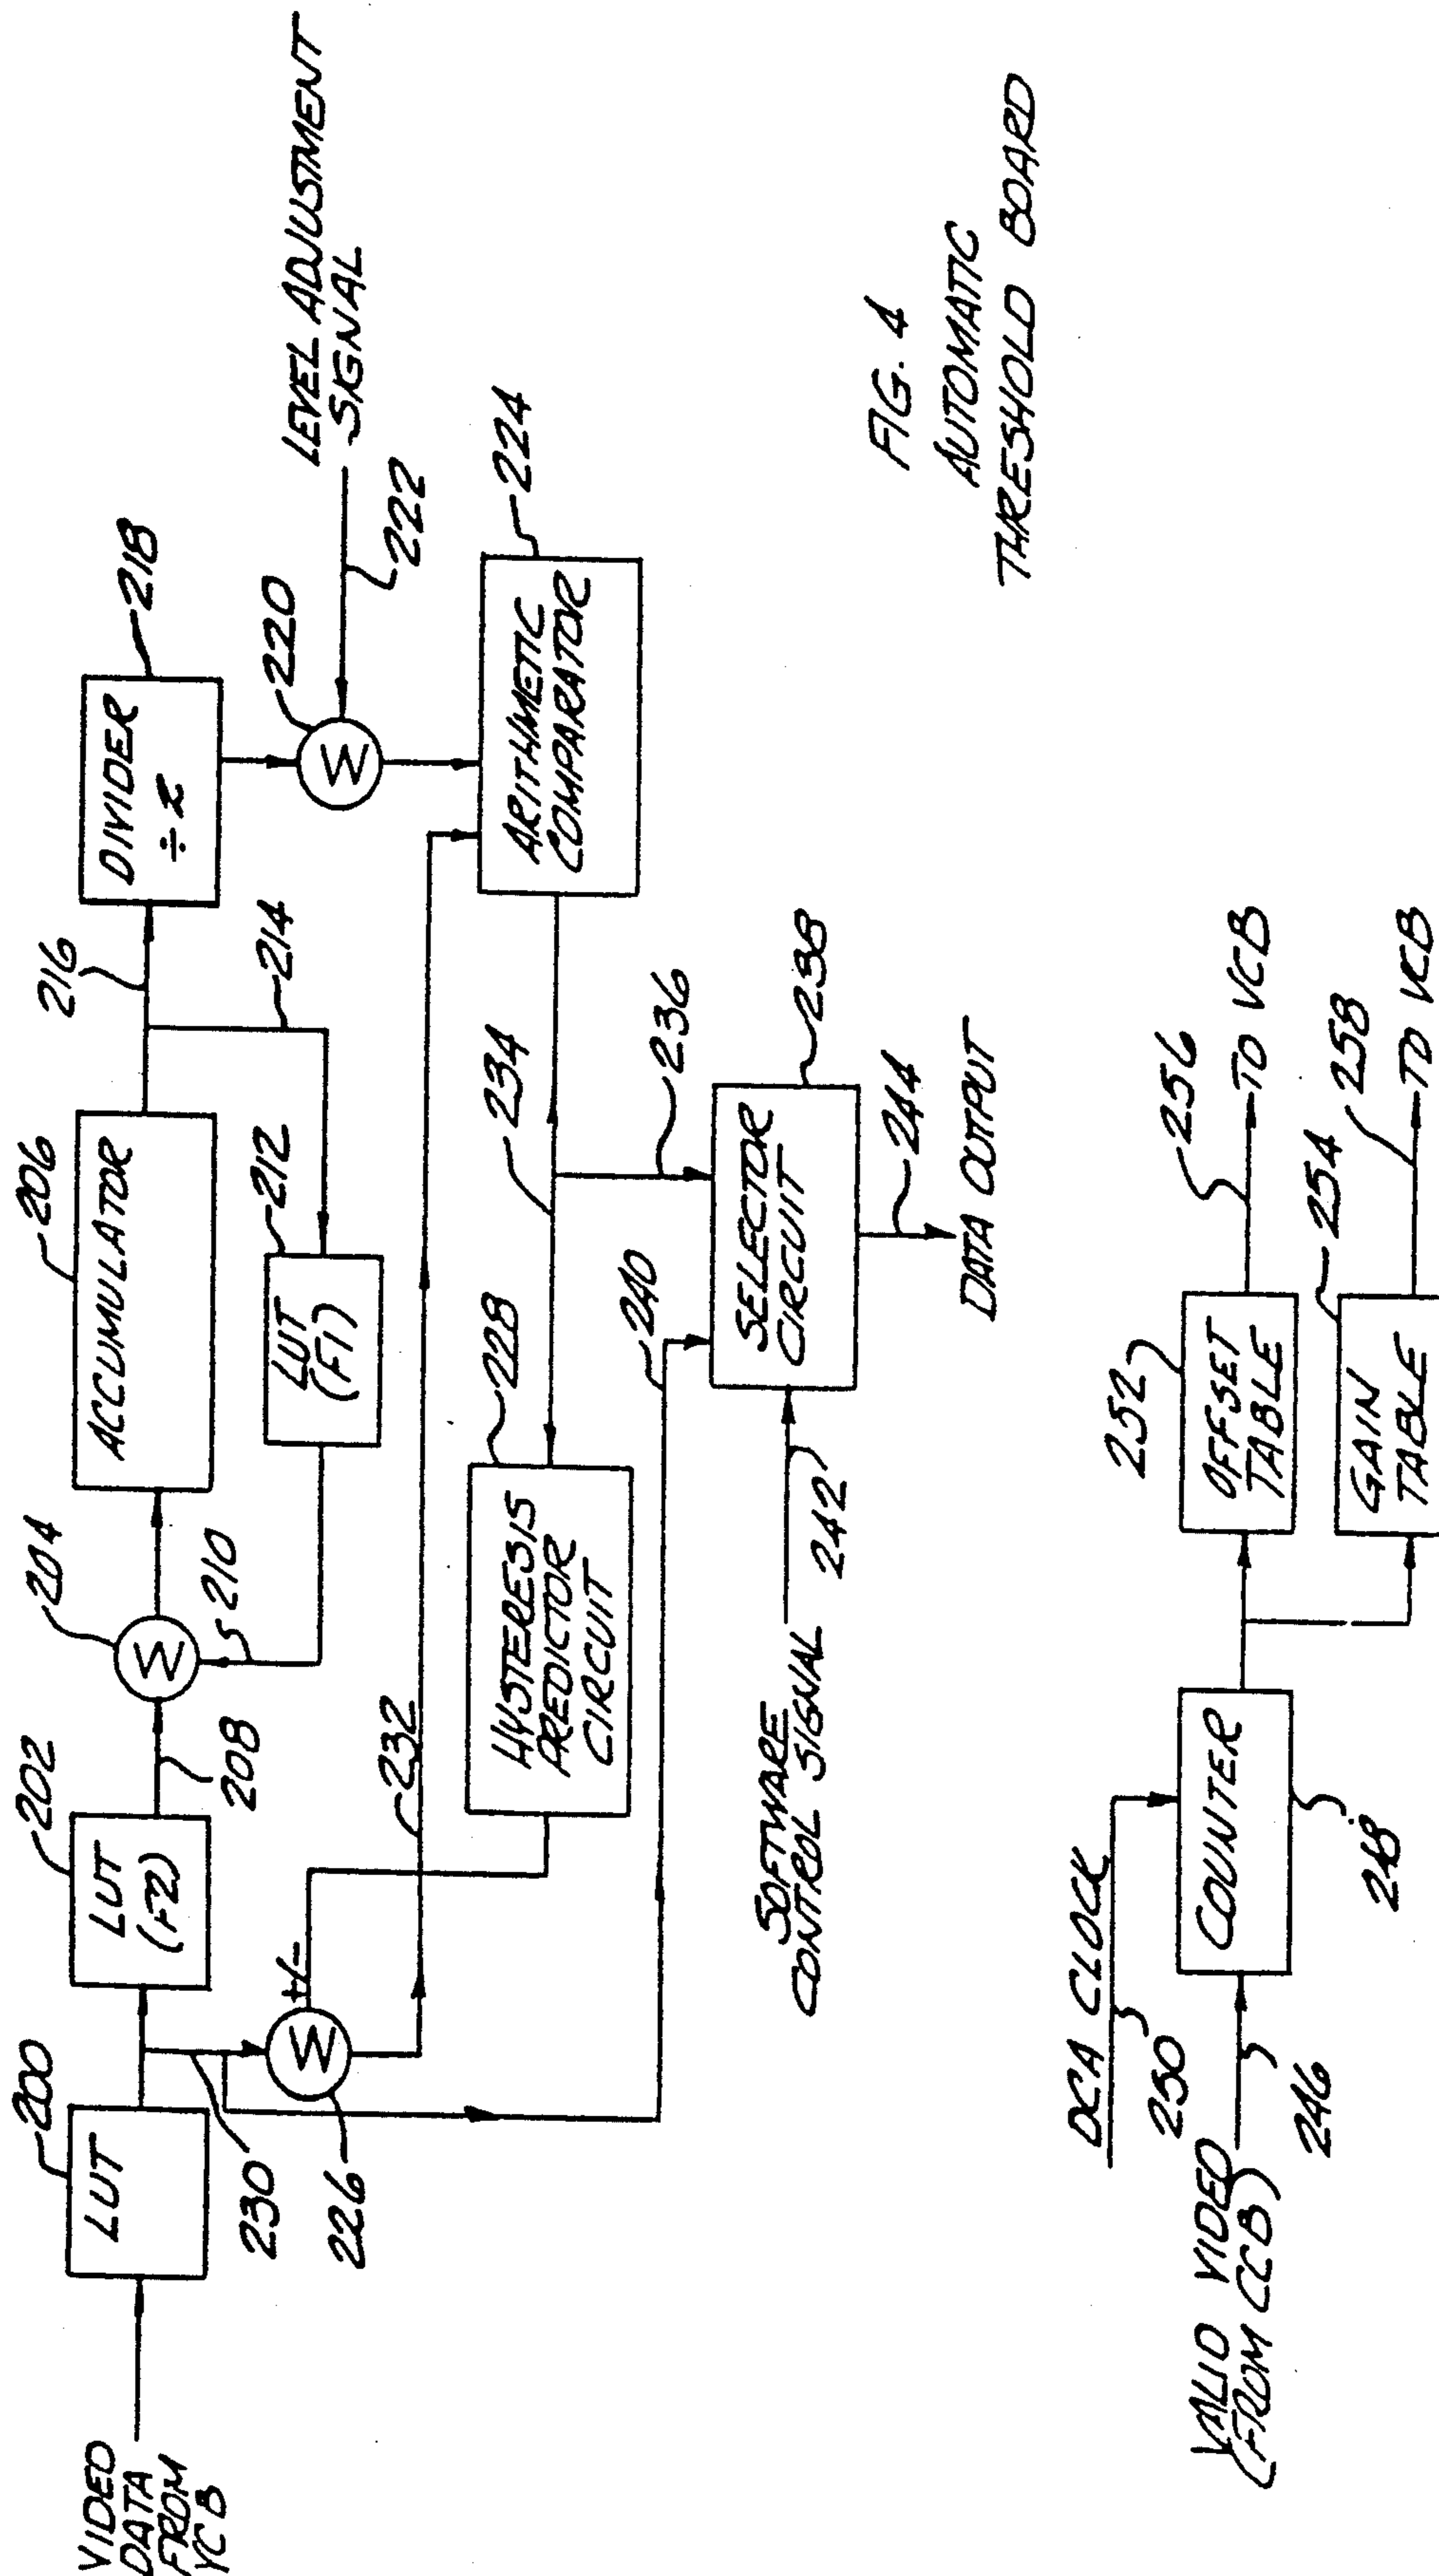 VIDEO
DATA
FROM
VCB
LUT
200
LUT
(F2)
202
208
Σ
204
210
ACCUMULATOR
206
LUT
(F1)
212
214
216
DIVIDER
÷ 2
218
Σ
220
LEVEL ADJUSTMENT
SIGNAL
222
ARITHMETIC
COMPARATOR
224
230
Σ
+/-
226
232
HYSTERESIS
PREDICTOR
CIRCUIT
228
234
236
240
SELECTOR
CIRCUIT
238
SOFTWARE
CONTROL SIGNAL
242
244
DATA OUTPUT
FIG. 4
AUTOMATIC
THRESHOLD BOARD
DCA CLOCK
250
VALID VIDEO
(FROM CCB)
246
COUNTER
248
OFFSET
TABLE
252
256
TO VCB
GAIN
TABLE
254
258
TO VCB